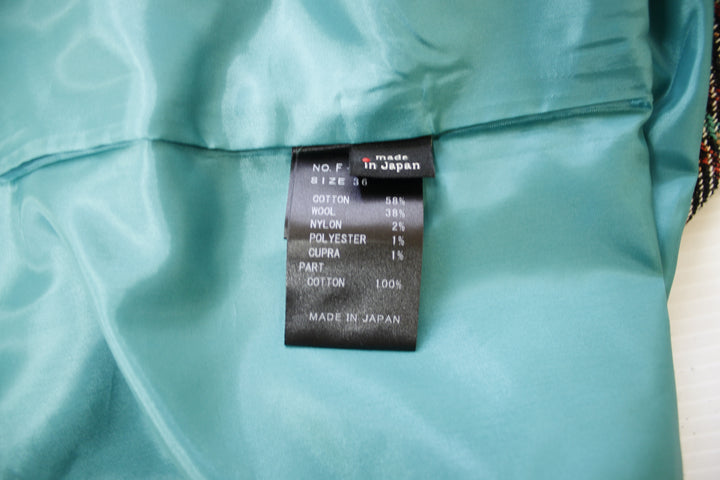 made
in Japan
NO. F-
SIZE 36
COTTON 58%
WOOL 38%
NYLON 2%
POLYESTER 1%
CUPRA 1%
PART
COTTON 100%
MADE IN JAPAN